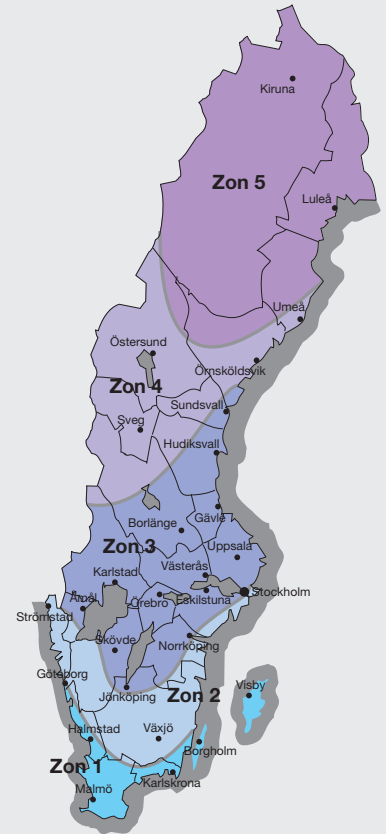 Kiruna
Zon 5
Luleå
Umeå
Östersund
Örnsköldsvik
Zon 4
Sundsvall
Sveg
Hudiksvall
Gävle
Borlänge
Zon 3
Uppsala
Västerås
Karlstad
Stockholm
Eskilstuna
Örebro
Åmål
Strömstad
Skövde
Norrköping
Göteborg
Visby
Zon 2
Jönköping
Halmstad
Växjö
Borgholm
Zon 1
Karlskrona
Malmö